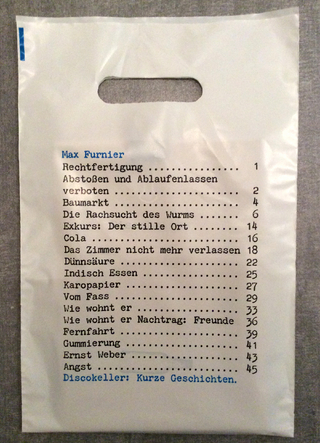 Max Furnier
Rechtfertigung ................ 1
Abstoßen und Ablaufenlassen
verboten ...................... 2
Baumarkt ...................... 4
Die Rachsucht des Wurms ....... 6
Exkurs: Der stille Ort ........ 14
Cola .......................... 16
Das Zimmer nicht mehr verlassen 18
Dünnsäure ..................... 22
Indisch Essen ................. 25
Karopapier .................... 27
Vom Fass ...................... 29
Wie wohnt er .................. 33
Wie wohnt er Nachtrag: Freunde 36
Fernfahrt ..................... 39
Gummierung .................... 41
Ernst Weber ................... 43
Angst ......................... 45
Discokeller: Kurze Geschichten.